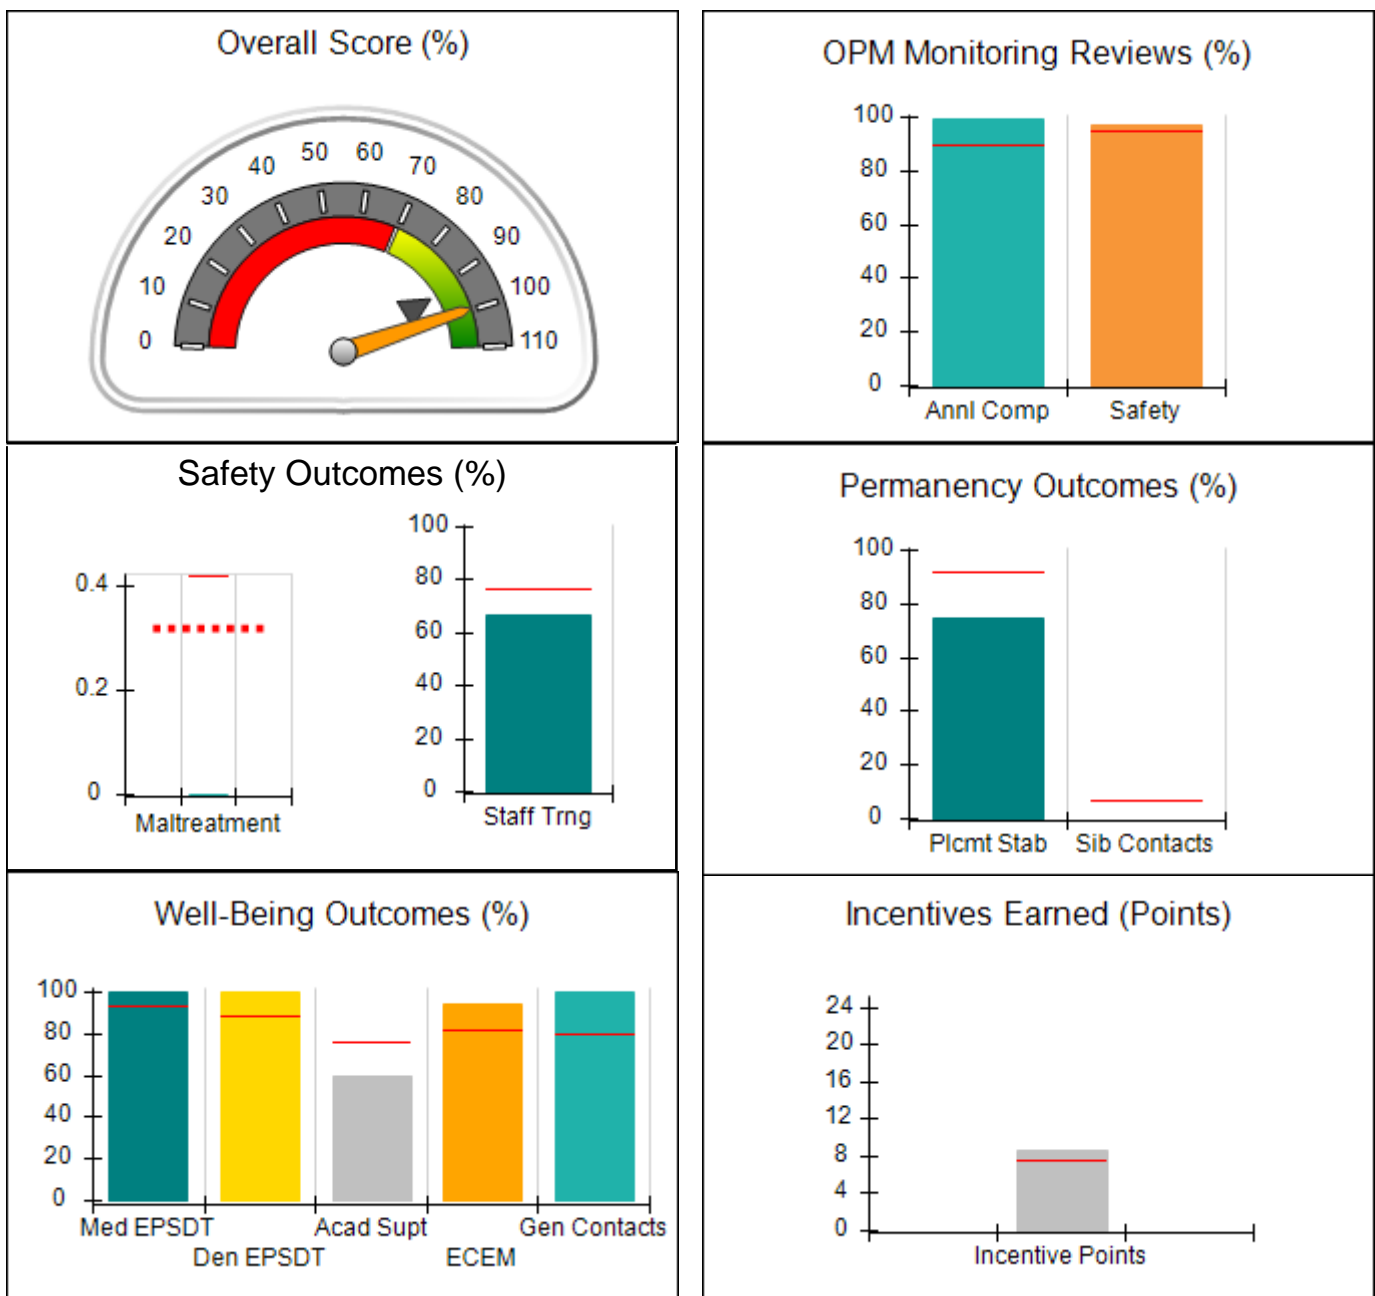 Overall Score (%)
0
10
20
30
40
50
60
70
80
90
100
110
OPM Monitoring Reviews (%)
100
80
60
40
20
0
Annl Comp
Safety
Safety Outcomes (%)
0.4
0.2
0
Maltreatment
100
80
60
40
20
0
Staff Trng
Permanency Outcomes (%)
100
80
60
40
20
0
Plcmt Stab
Sib Contacts
Well-Being Outcomes (%)
100
80
60
40
20
0
Med EPSDT
Den EPSDT
Acad Supt
ECEM
Gen Contacts
Incentives Earned (Points)
24
20
16
12
8
4
0
Incentive Points